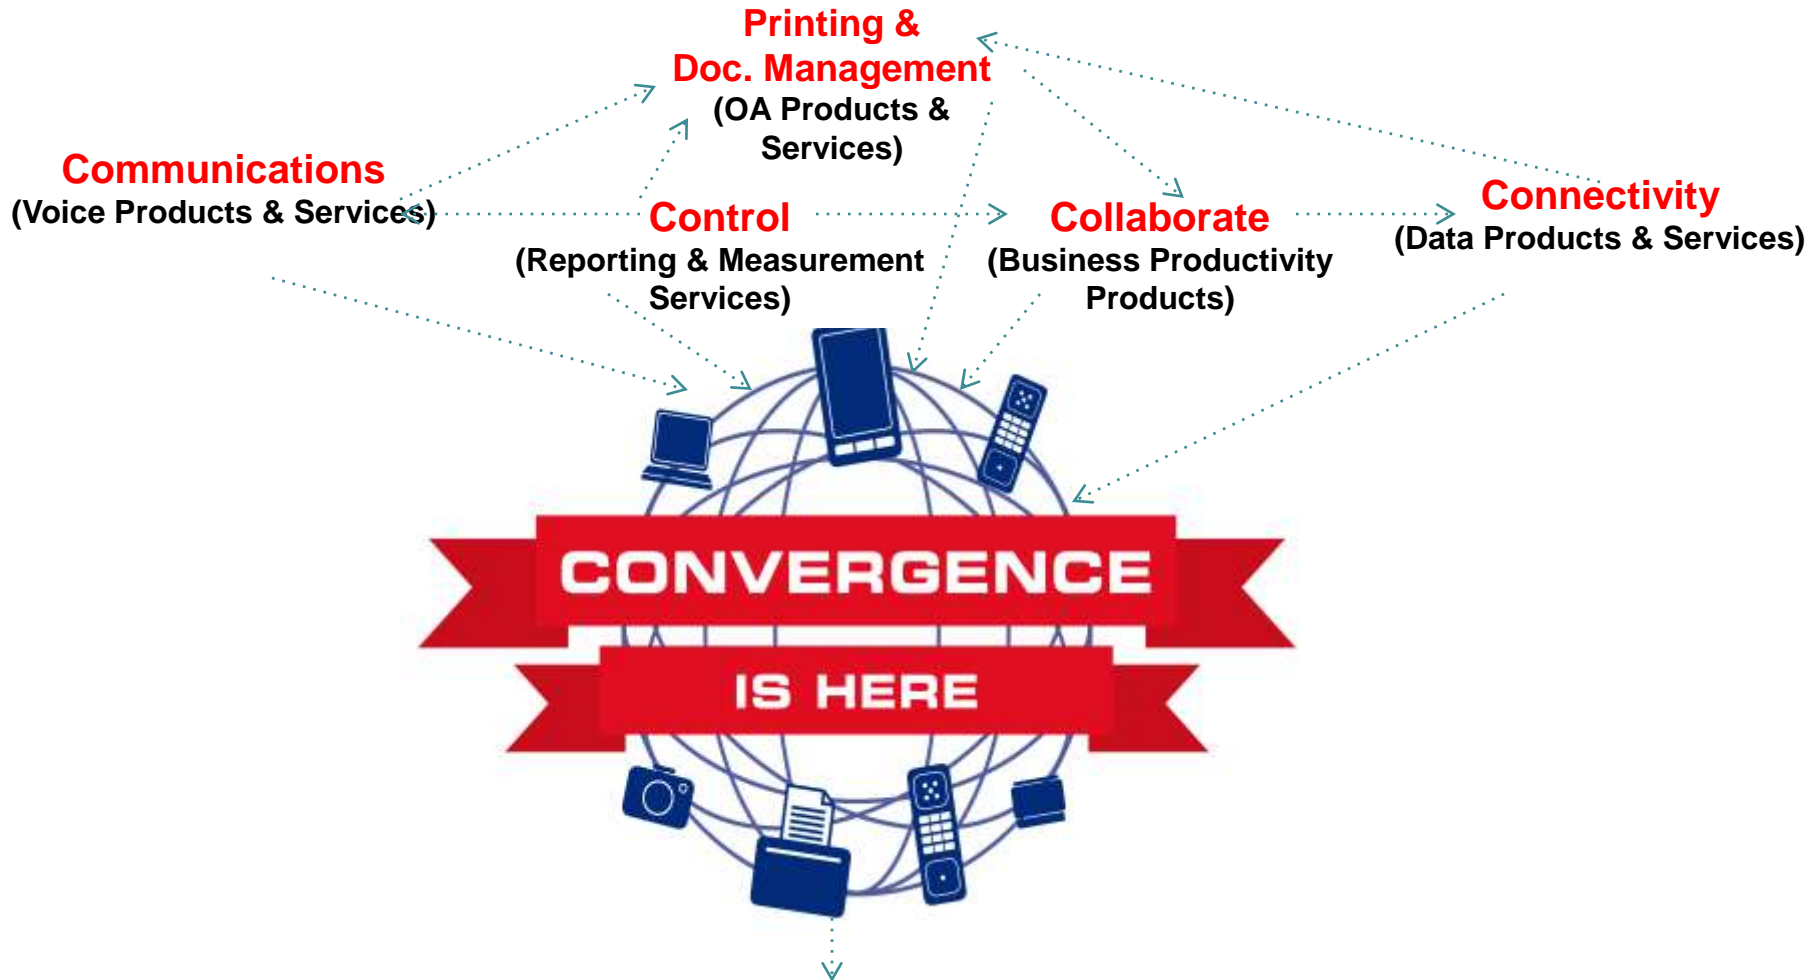 Printing &
Doc. Management
(OA Products &
Services)
Communications
(Voice Products & Services)
Control
(Reporting & Measurement
Services)
Collaborate
(Business Productivity
Products)
Connectivity
(Data Products & Services)
CONVERGENCE
IS HERE